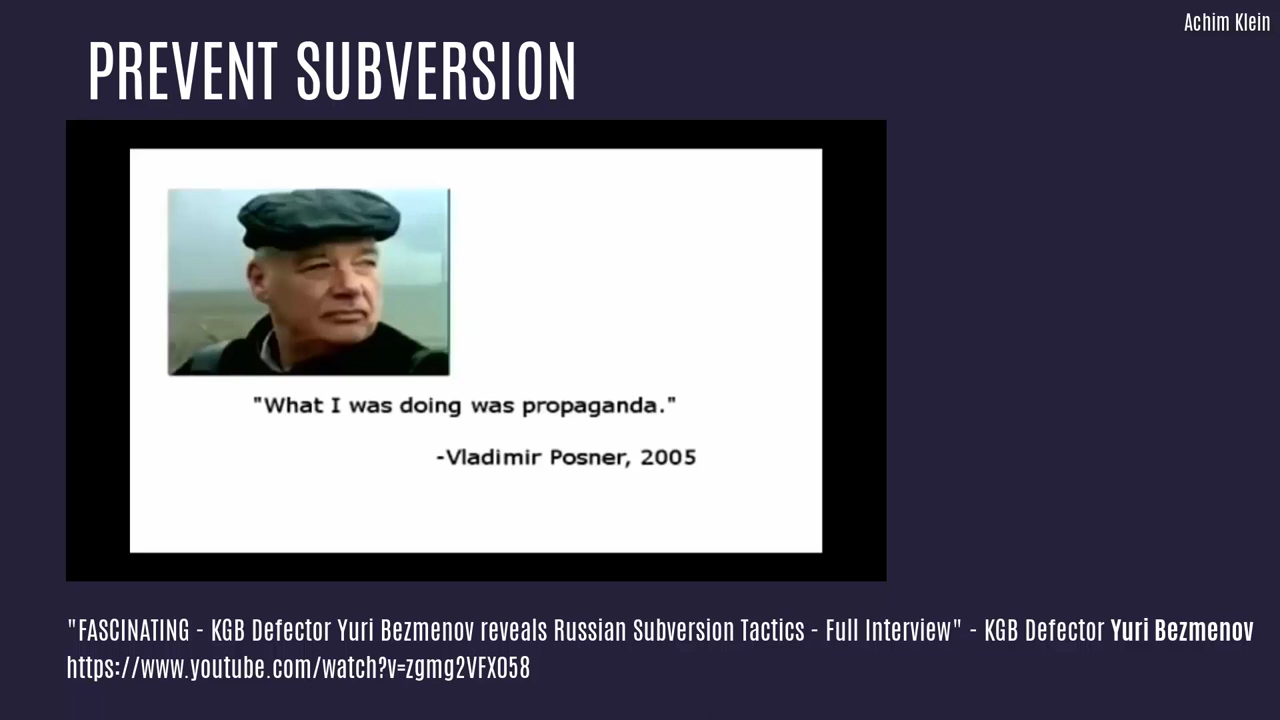 Achim Klein
PREVENT SUBVERSION
"What I was doing was propaganda."
-Vladimir Posner, 2005
"FASCINATING - KGB Defector Yuri Bezmenov reveals Russian Subversion Tactics - Full Interview" - KGB Defector Yuri Bezmenov
https://www.youtube.com/watch?v=zgmg2VFX058